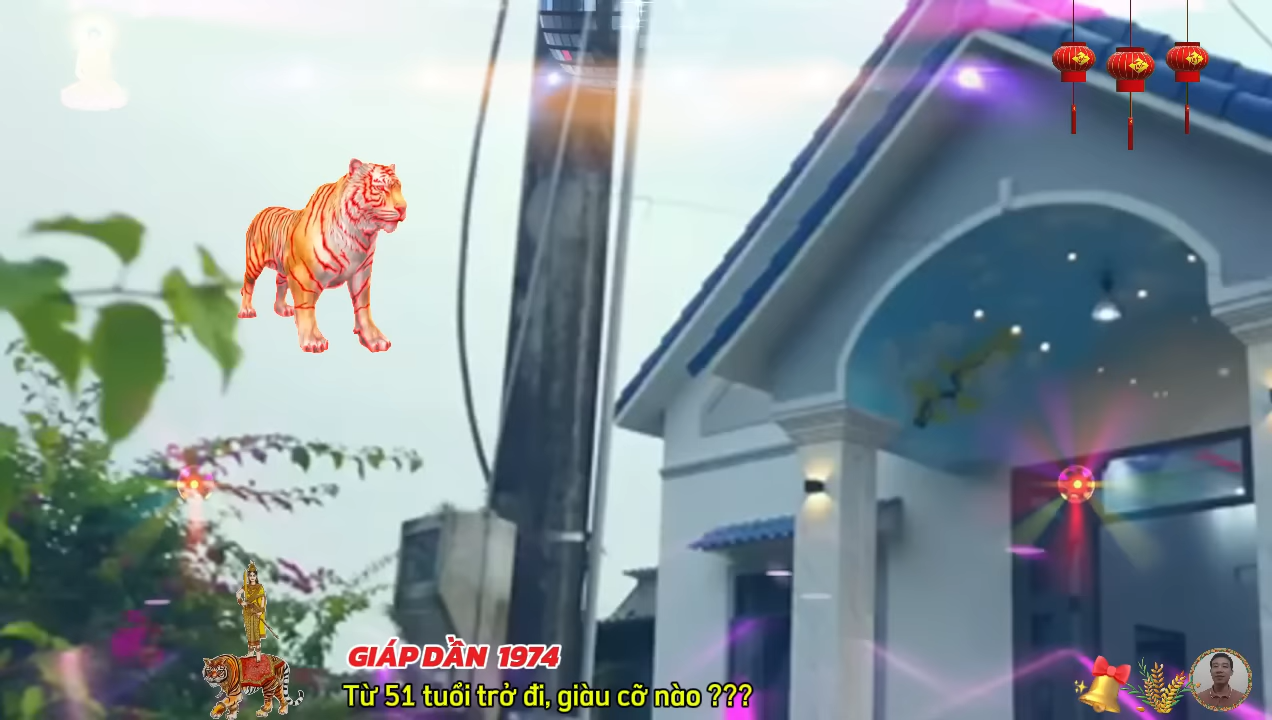 GIÁP DẦN 1974
Từ 51 tuổi trở đi, giàu cỡ nào ???